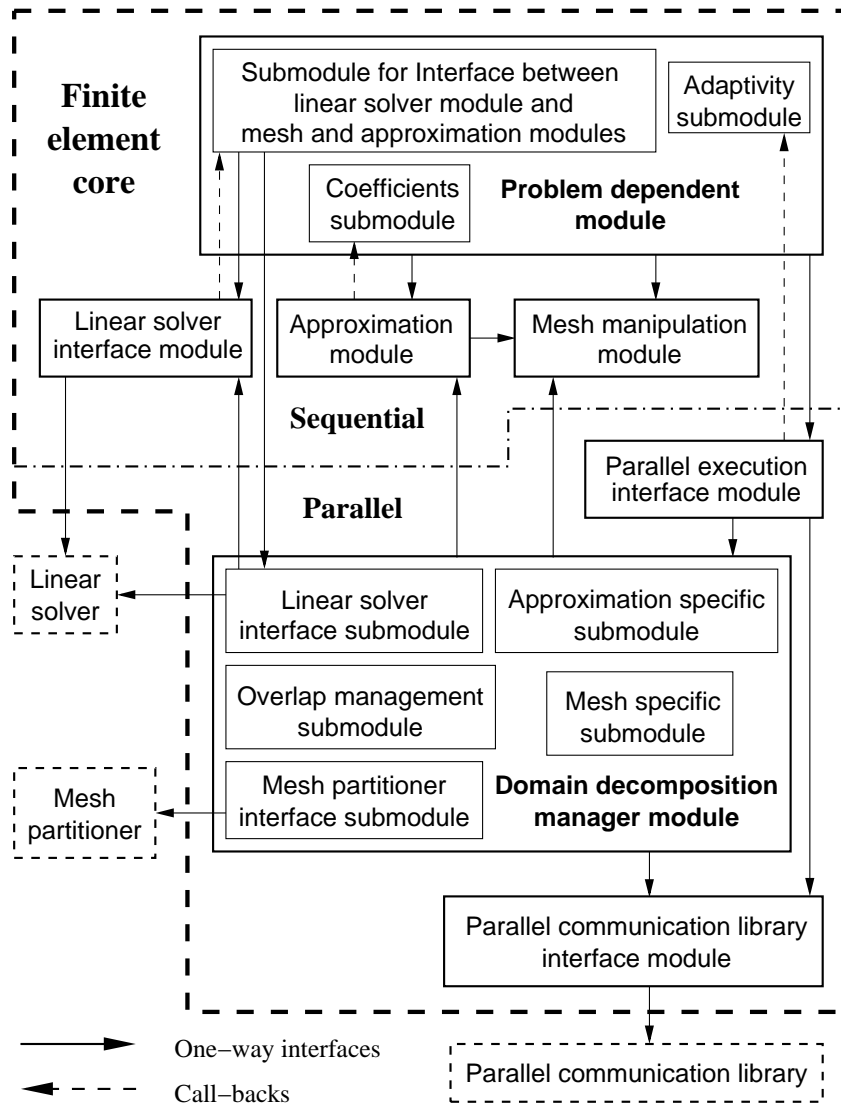 Finite
element
core
Submodule for Interface between
linear solver module and
mesh and approximation modules
Adaptivity
submodule
Coefficients
submodule
Problem dependent
module
Linear solver
interface module
Approximation
module
Mesh manipulation
module
Sequential
Parallel
Parallel execution
interface module
Linear
solver
Linear solver
interface submodule
Approximation specific
submodule
Overlap management
submodule
Mesh specific
submodule
Mesh
partitioner
Mesh partitioner
interface submodule
Domain decomposition
manager module
Parallel communication library
interface module
One−way interfaces
Call−backs
Parallel communication library